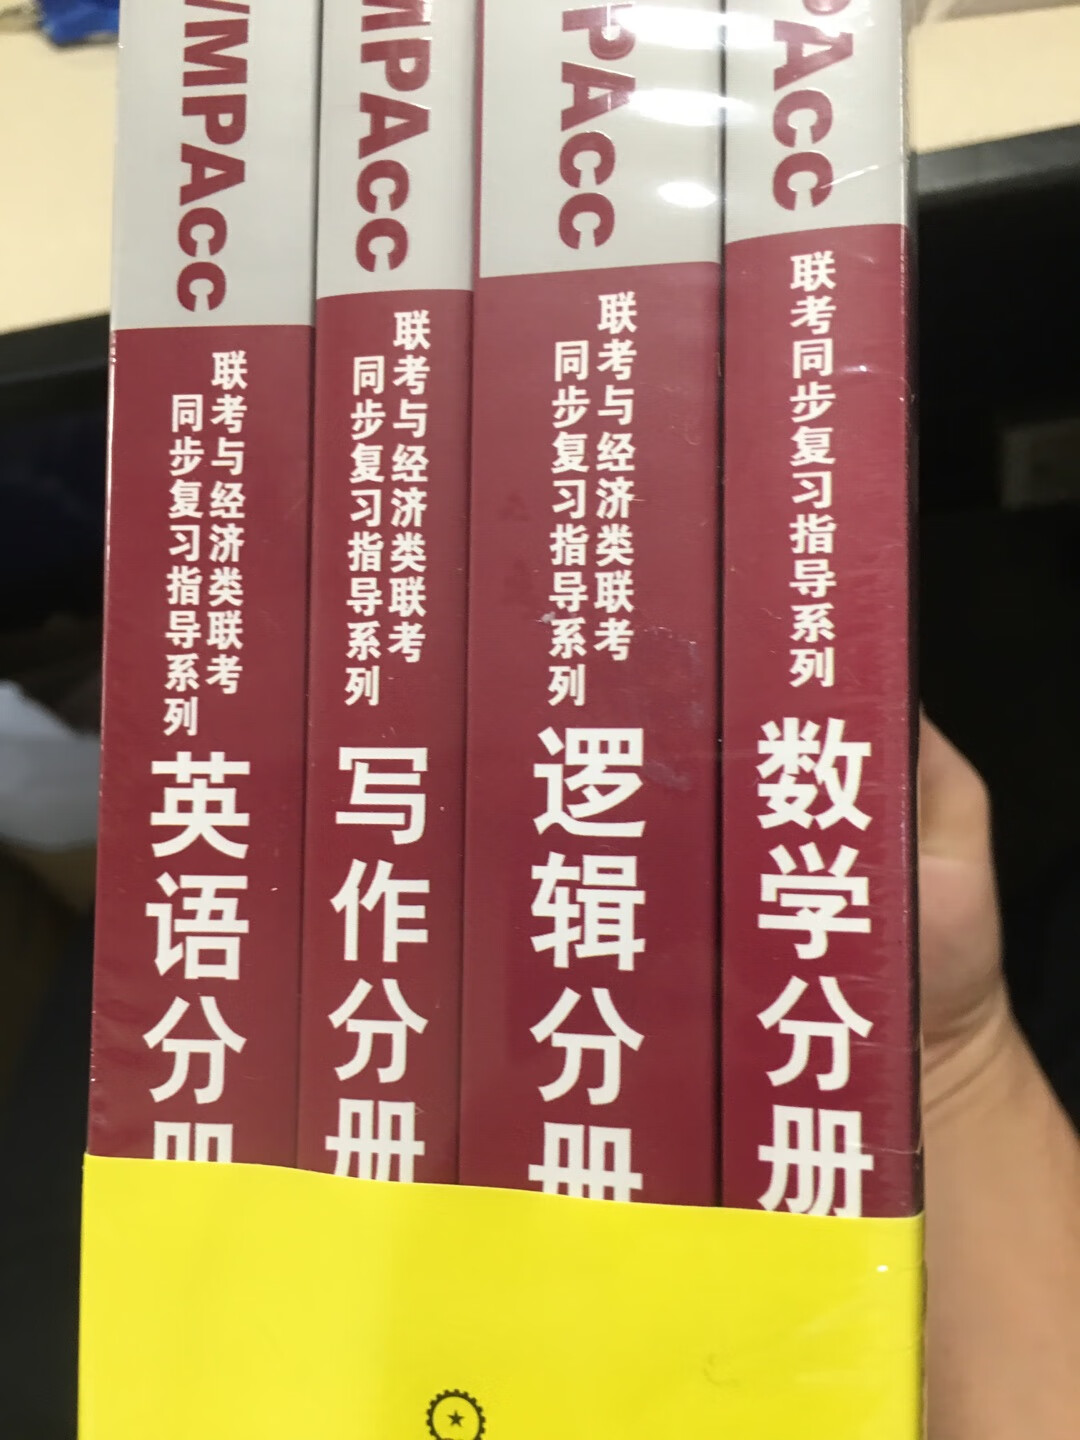 /MPAcc
联考与经济类联考
同步复习指导系列
英语分册
MPAcc
联考与经济类联考
同步复习指导系列
写作分册
PAcc
联考与经济类联考
同步复习指导系列
逻辑分册
PAcc
联考同步复习指导系列
数学分册